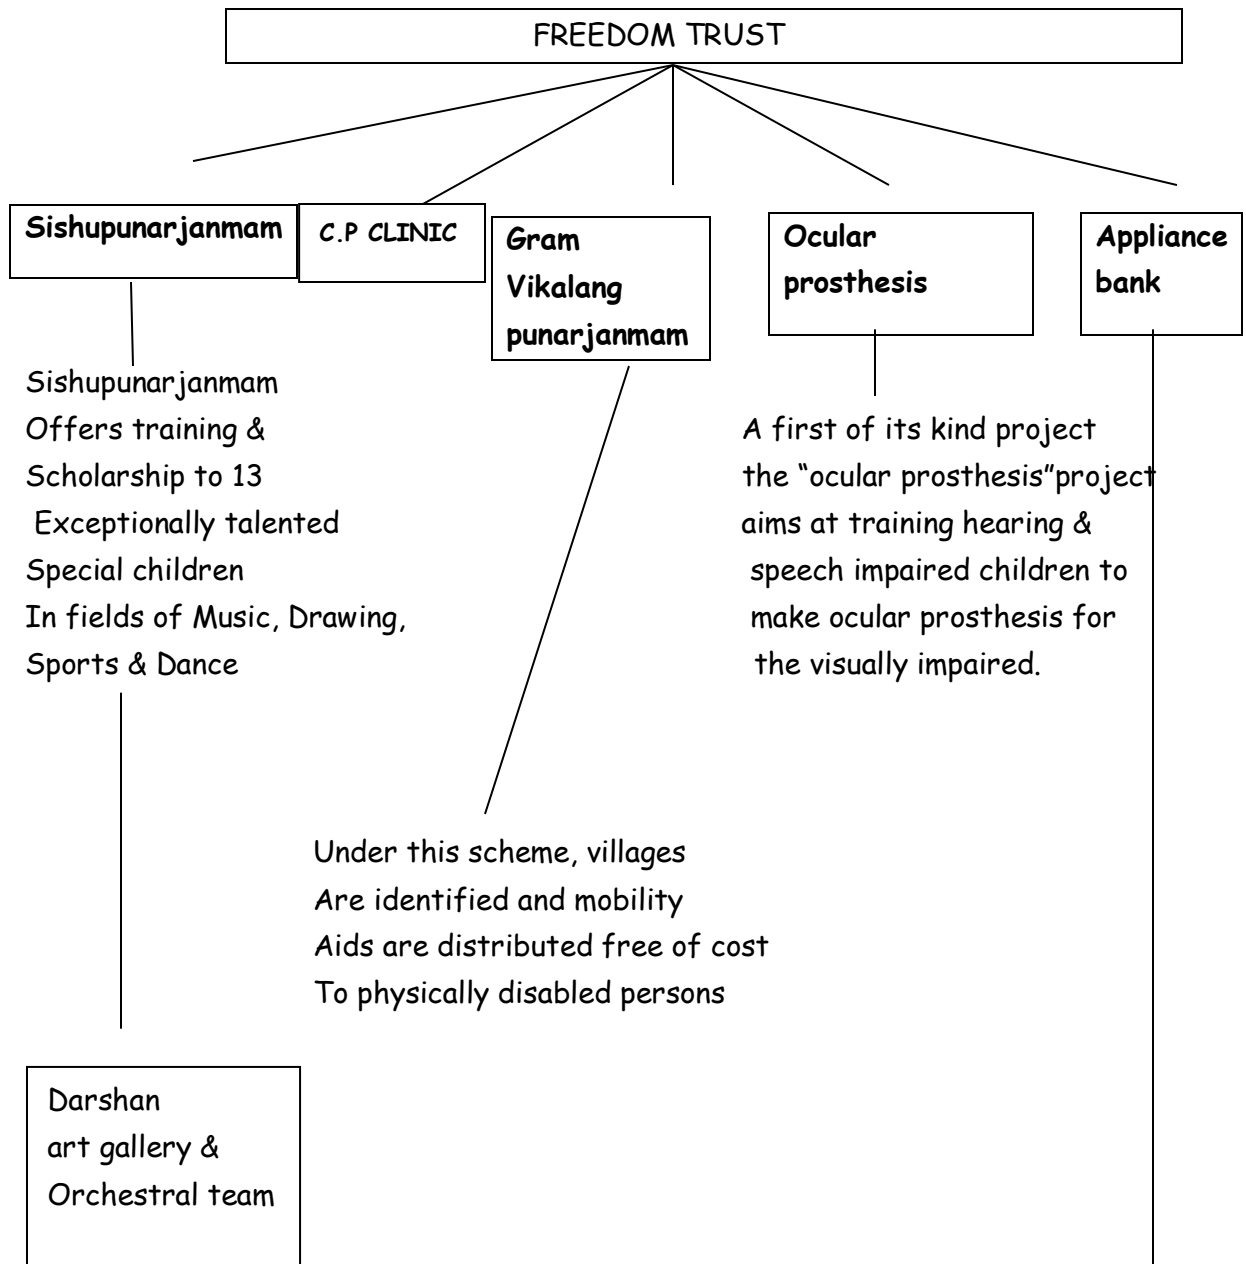 FREEDOM TRUST
Sishupunarjanmam
C.P CLINIC
Gram
Vikalang
punarjanmam
Ocular
prosthesis
Appliance
bank
Sishupunarjanmam
Offers training &
Scholarship to 13
Exceptionally talented
Special children
In fields of Music, Drawing,
Sports & Dance
A first of its kind project
the “ocular prosthesis”project
aims at training hearing &
speech impaired children to
make ocular prosthesis for
the visually impaired.
Under this scheme, villages
Are identified and mobility
Aids are distributed free of cost
To physically disabled persons
Darshan
art gallery &
Orchestral team